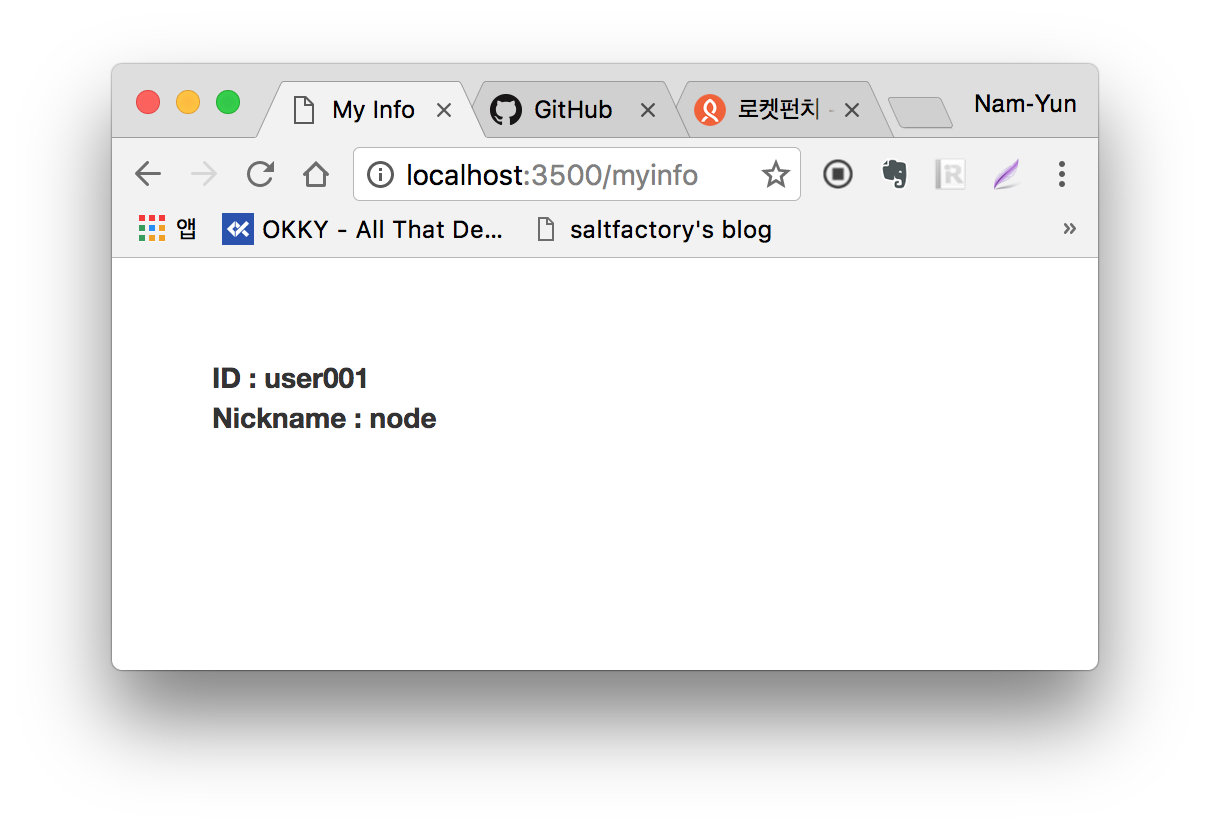 My Info
GitHub
로켓펀치 -
Nam-Yun
localhost:3500/myinfo
앱
OKKY - All That De...
saltfactory's blog
»
ID : user001
Nickname : node